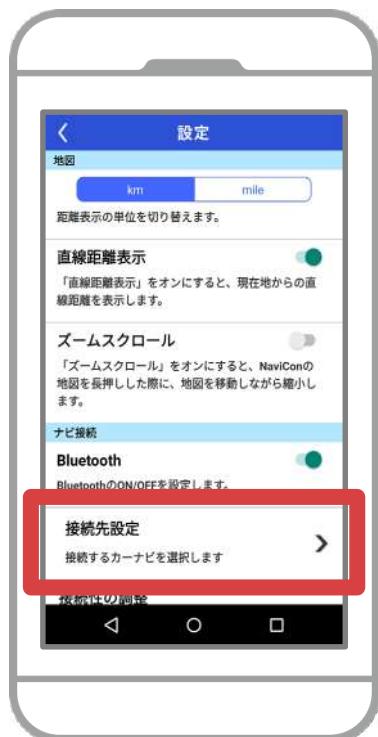 設定
地図
km mile
距離表示の単位を切り替えます。
直線距離表示
「直線距離表示」をオンにすると、現在地からの直
線距離を表示します。
ズームスクロール
「ズームスクロール」をオンにすると、NaviConの
地図を長押しした際に、地図を移動しながら縮小し
ます。
ナビ接続
Bluetooth
BluetoothのON/OFFを設定します。
接続先設定
接続するカーナビを選択します
接続性の調整